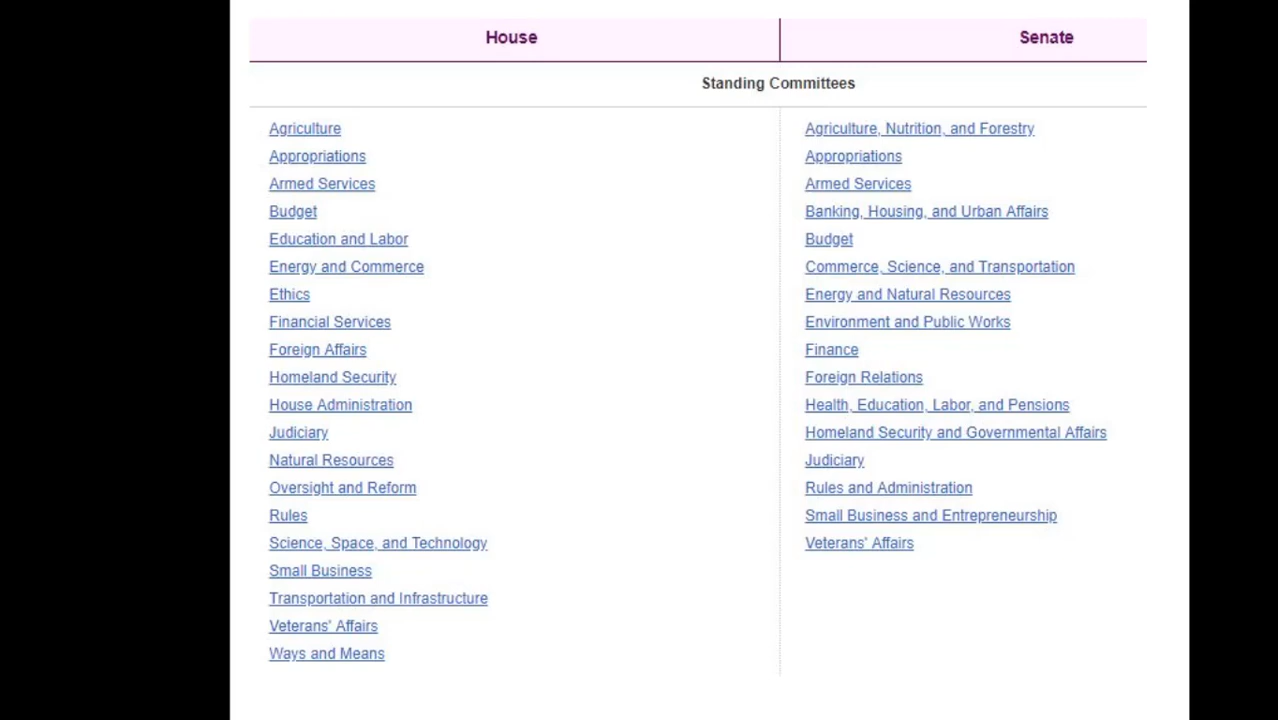 House
Senate
Standing Committees
Agriculture
Appropriations
Armed Services
Budget
Education and Labor
Energy and Commerce
Ethics
Financial Services
Foreign Affairs
Homeland Security
House Administration
Judiciary
Natural Resources
Oversight and Reform
Rules
Science, Space, and Technology
Small Business
Transportation and Infrastructure
Veterans' Affairs
Ways and Means
Agriculture, Nutrition, and Forestry
Appropriations
Armed Services
Banking, Housing, and Urban Affairs
Budget
Commerce, Science, and Transportation
Energy and Natural Resources
Environment and Public Works
Finance
Foreign Relations
Health, Education, Labor, and Pensions
Homeland Security and Governmental Affairs
Judiciary
Rules and Administration
Small Business and Entrepreneurship
Veterans' Affairs